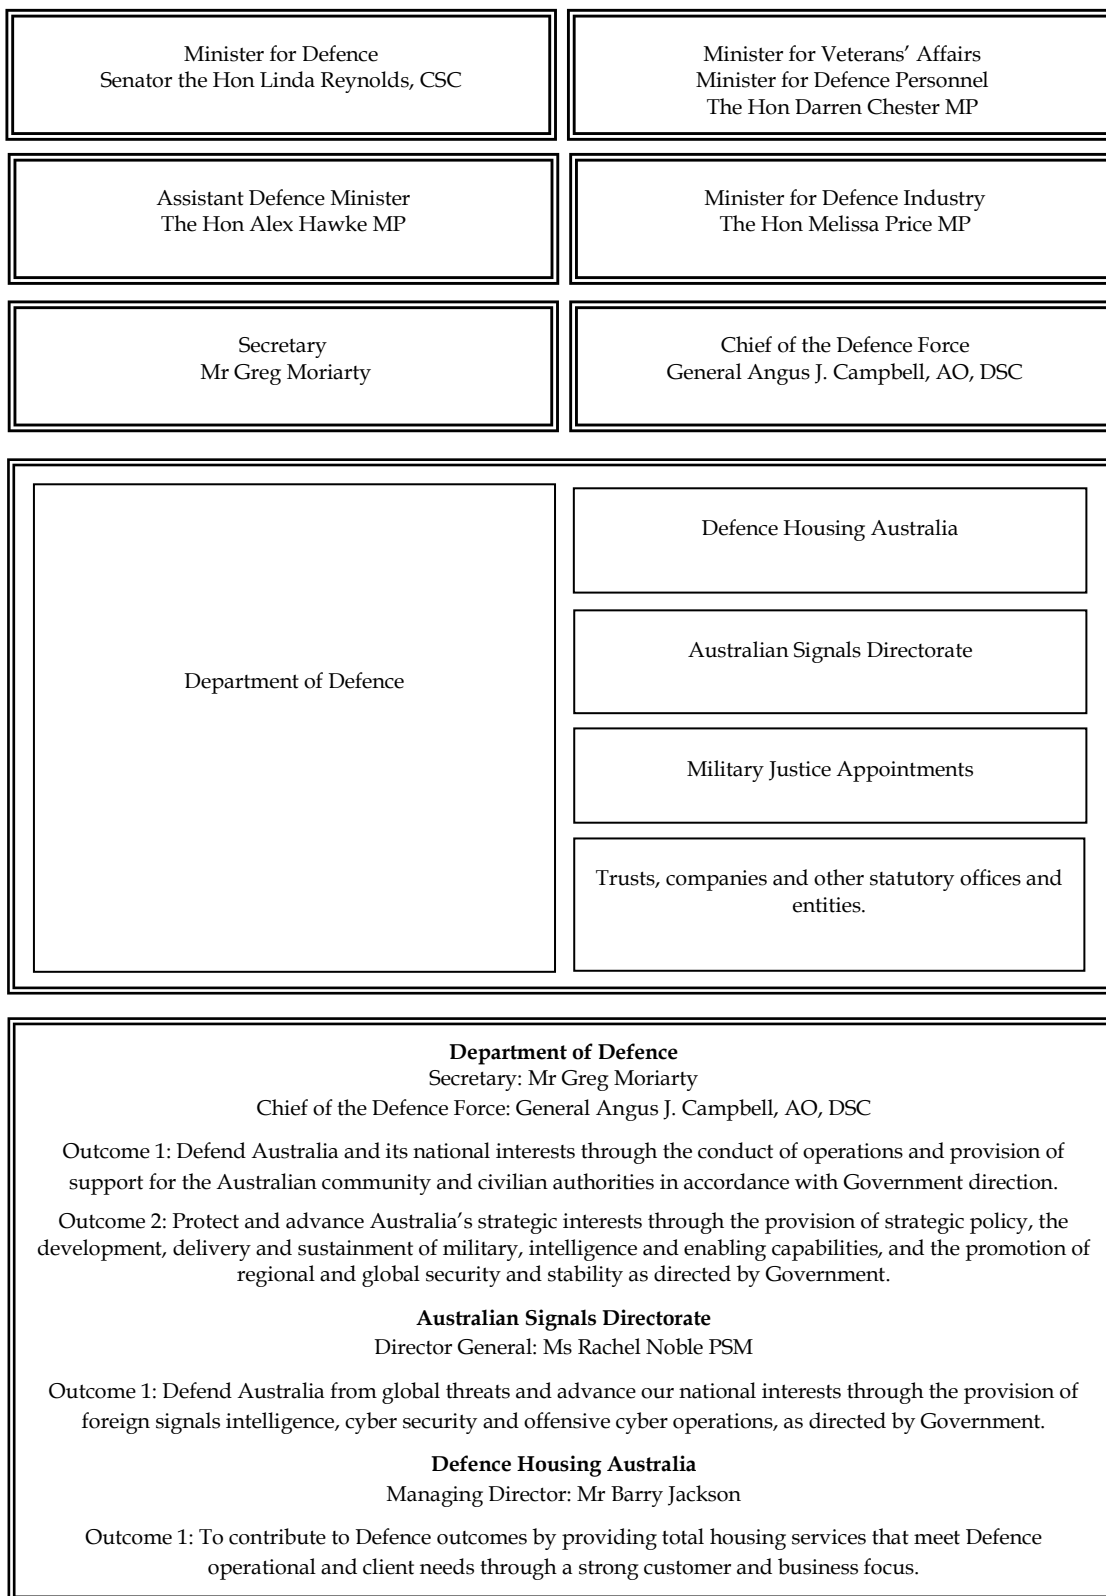 Minister for Defence
Senator the Hon Linda Reynolds, CSC
Minister for Veterans’ Affairs
Minister for Defence Personnel
The Hon Darren Chester MP
Assistant Defence Minister
The Hon Alex Hawke MP
Minister for Defence Industry
The Hon Melissa Price MP
Secretary
Mr Greg Moriarty
Chief of the Defence Force
General Angus J. Campbell, AO, DSC
Department of Defence
Defence Housing Australia
Australian Signals Directorate
Military Justice Appointments
Trusts, companies and other statutory offices and
entities.
Department of Defence
Secretary: Mr Greg Moriarty
Chief of the Defence Force: General Angus J. Campbell, AO, DSC
Outcome 1: Defend Australia and its national interests through the conduct of operations and provision of
support for the Australian community and civilian authorities in accordance with Government direction.
Outcome 2: Protect and advance Australia’s strategic interests through the provision of strategic policy, the
development, delivery and sustainment of military, intelligence and enabling capabilities, and the promotion of
regional and global security and stability as directed by Government.
Australian Signals Directorate
Director General: Ms Rachel Noble PSM
Outcome 1: Defend Australia from global threats and advance our national interests through the provision of
foreign signals intelligence, cyber security and offensive cyber operations, as directed by Government.
Defence Housing Australia
Managing Director: Mr Barry Jackson
Outcome 1: To contribute to Defence outcomes by providing total housing services that meet Defence
operational and client needs through a strong customer and business focus.